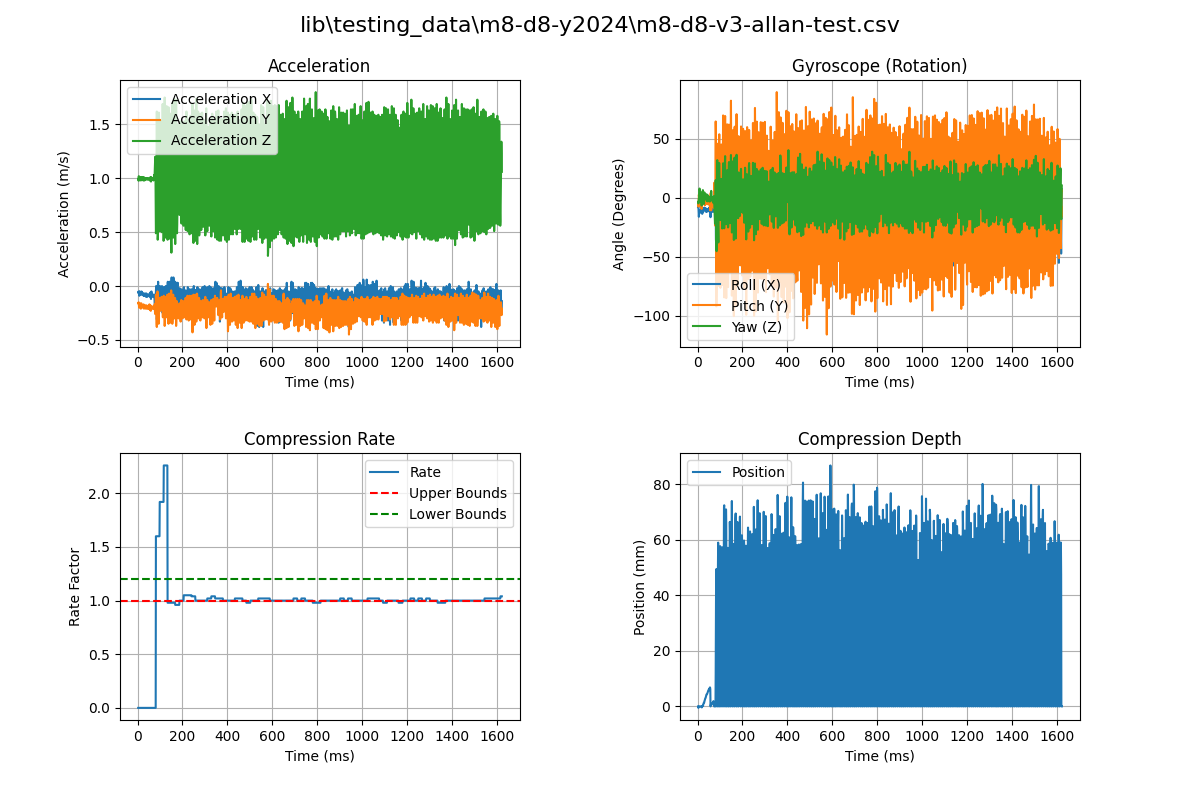 lib\testing_data\m8-d8-y2024\m8-d8-v3-allan-test.csv
Acceleration
Acceleration (m/s)
1.5
1.0
0.5
0.0
−0.5
Acceleration X
Acceleration Y
Acceleration Z
0 200 400 600 800 1000 1200 1400 1600
Time (ms)
Gyroscope (Rotation)
Angle (Degrees)
50
0
−50
−100
Roll (X)
Pitch (Y)
Yaw (Z)
0 200 400 600 800 1000 1200 1400 1600
Time (ms)
Compression Rate
Rate Factor
2.0
1.5
1.0
0.5
0.0
Rate
Upper Bounds
Lower Bounds
0 200 400 600 800 1000 1200 1400 1600
Time (ms)
Compression Depth
Position (mm)
80
60
40
20
0
Position
0 200 400 600 800 1000 1200 1400 1600
Time (ms)